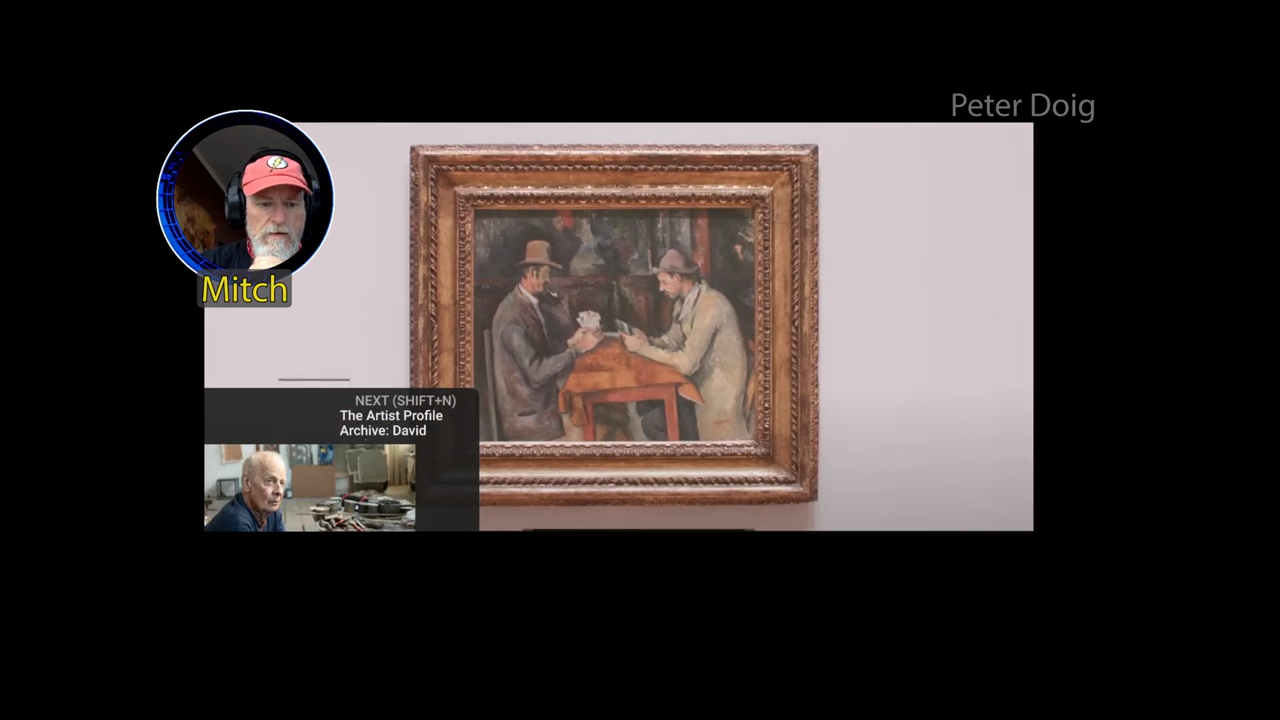 Peter Doig
Mitch
NEXT (SHIFT+N)
The Artist Profile
Archive: David